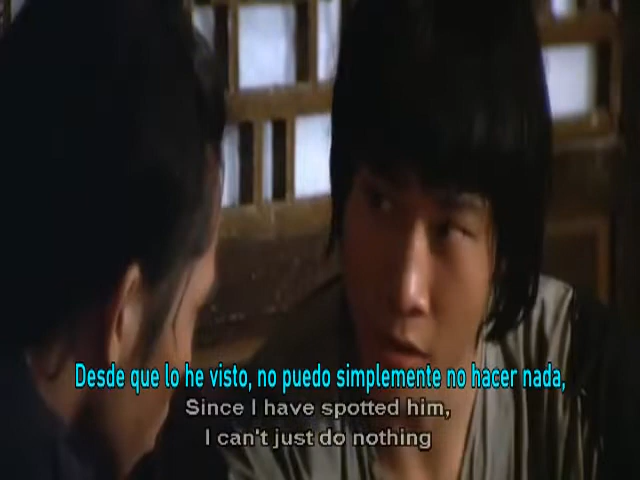 Desde que lo he visto, no puedo simplemente no hacer nada,
Since I have spotted him,
I can't just do nothing